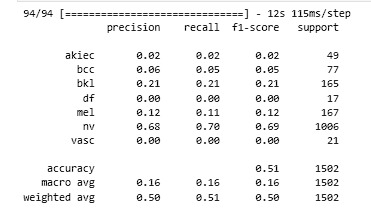 94/94 [==============================] - 12s 115ms/step
precision recall f1-score support
akiec 0.02 0.02 0.02 49
bcc 0.06 0.05 0.05 77
bkl 0.21 0.21 0.21 165
df 0.00 0.00 0.00 17
mel 0.12 0.11 0.12 167
nv 0.68 0.70 0.69 1006
vasc 0.00 0.00 0.00 21
accuracy 0.51 1502
macro avg 0.16 0.16 0.16 1502
weighted avg 0.50 0.51 0.50 1502